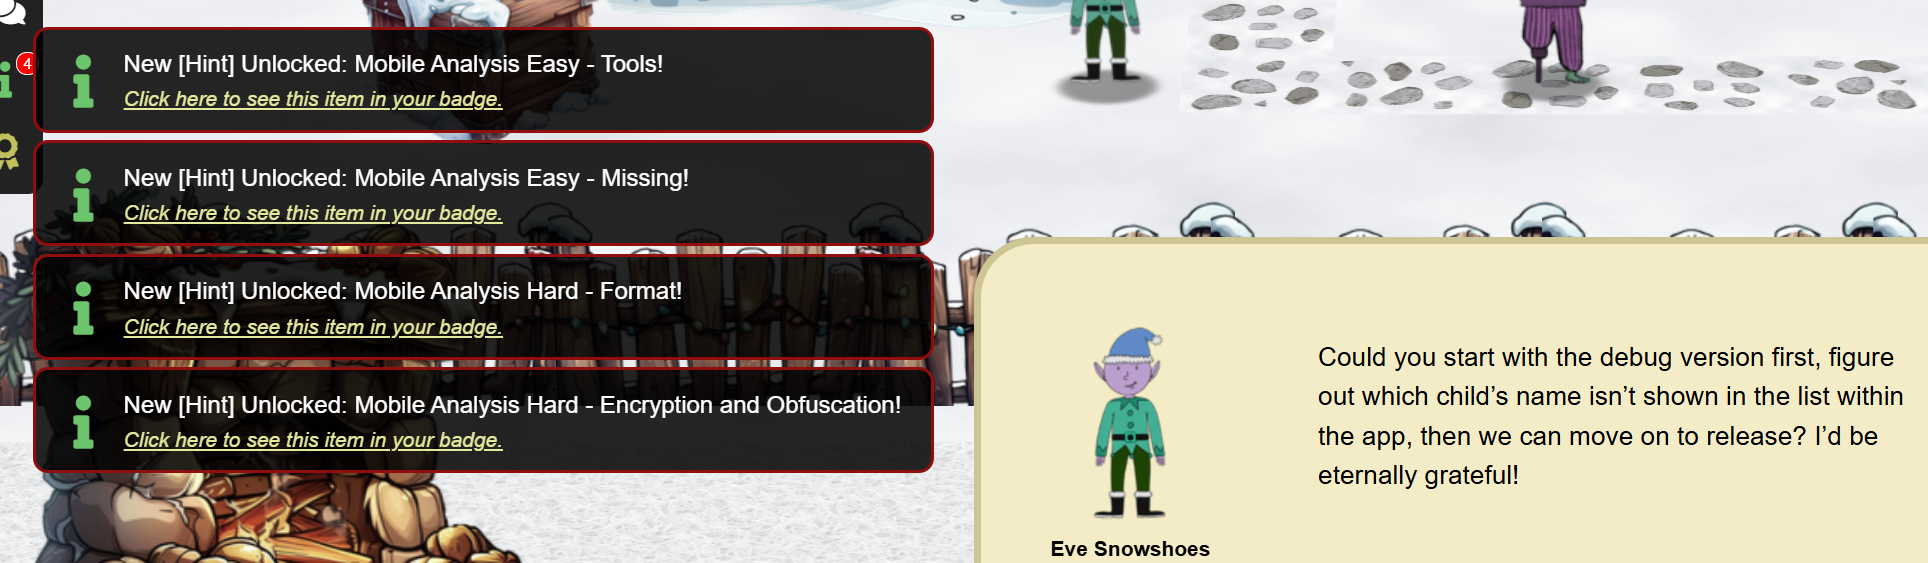 4
New [Hint] Unlocked: Mobile Analysis Easy - Tools!
Click here to see this item in your badge.
New [Hint] Unlocked: Mobile Analysis Easy - Missing!
Click here to see this item in your badge.
New [Hint] Unlocked: Mobile Analysis Hard - Format!
Click here to see this item in your badge.
New [Hint] Unlocked: Mobile Analysis Hard - Encryption and Obfuscation!
Click here to see this item in your badge.
Could you start with the debug version first, figure
out which child’s name isn’t shown in the list within
the app, then we can move on to release? I’d be
eternally grateful!
Eve Snowshoes